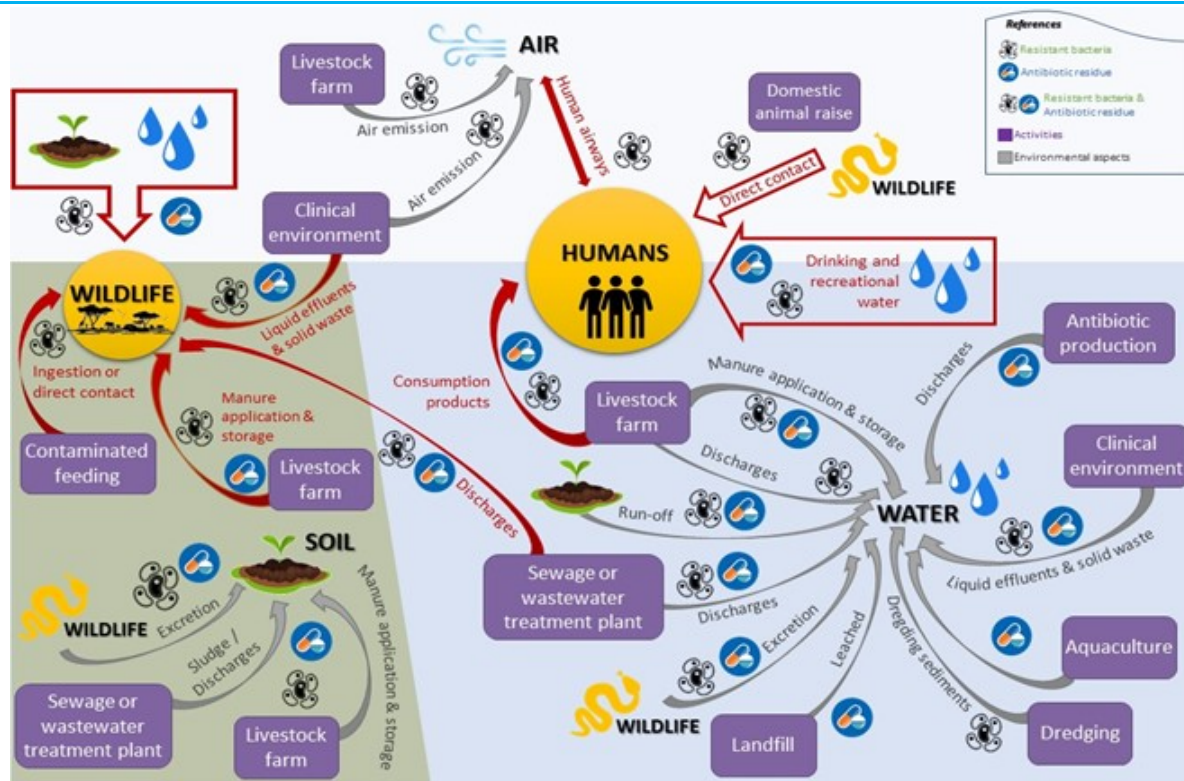 References
Resistant bacteria
Antibiotic residue
Resistant bacteria &
Antibiotic residue
Activities
Environmental aspects
AIR
Livestock
farm
Air emission
Air emission
Human airways
Domestic
animal raise
Direct contact
WILDLIFE
Clinical
environment
HUMANS
Drinking and
recreational
water
WILDLIFE
Liquid effluents
& solid waste
Ingestion or
direct contact
Manure
application &
storage
Contaminated
feeding
Livestock
farm
Discharges
Consumption
products
Livestock
farm
Manure application & storage
Discharges
Antibiotic
production
Discharges
Clinical
environment
Run-off
WATER
Liquid effluents & solid waste
Sewage or
wastewater
treatment plant
Discharges
Excretion
WILDLIFE
Leached
Landfill
Dregding sediments
Dredging
Aquaculture
SOIL
WILDLIFE
Excretion
Sludge /
Discharges
Manure application & storage
Sewage or
wastewater
treatment plant
Livestock
farm